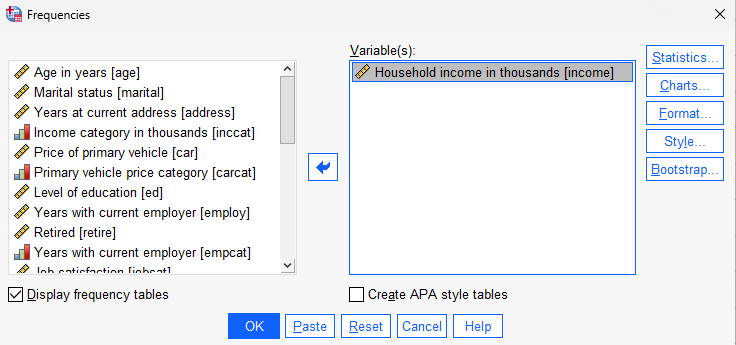 Frequencies
Variable(s):
Age in years [age]
Marital status [marital]
Years at current address [address]
Income category in thousands [inccat]
Price of primary vehicle [car]
Primary vehicle price category [carcat]
Level of education [ed]
Years with current employer [employ]
Retired [retire]
Years with current employer [empcat]
Job satisfaction [jobsat]
Household income in thousands [income]
Statistics...
Charts...
Format...
Style...
Bootstrap...
Display frequency tables
Create APA style tables
OK
Paste
Reset
Cancel
Help